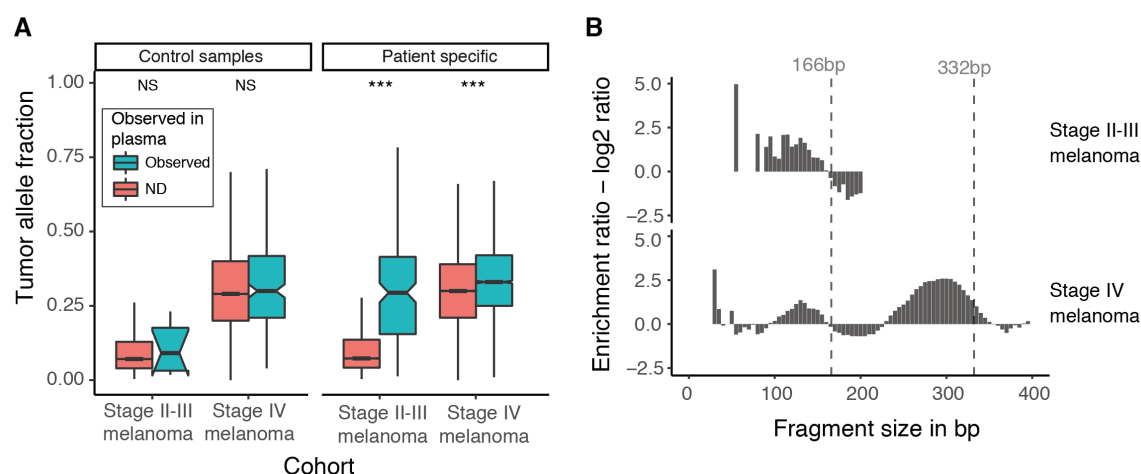 A
Control samples
Patient specific
NS
NS
***
***
Observed in
plasma
Observed
ND
Tumor allele fraction
1.00
0.75
0.50
0.25
0.00
Stage II-III
melanoma
Stage IV
melanoma
Stage II-III
melanoma
Stage IV
melanoma
Cohort
B
166bp
332bp
Enrichment ratio – log2 ratio
5.0
2.5
0.0
−2.5
5.0
2.5
0.0
−2.5
Stage II-III
melanoma
Stage IV
melanoma
0
100
200
300
400
Fragment size in bp